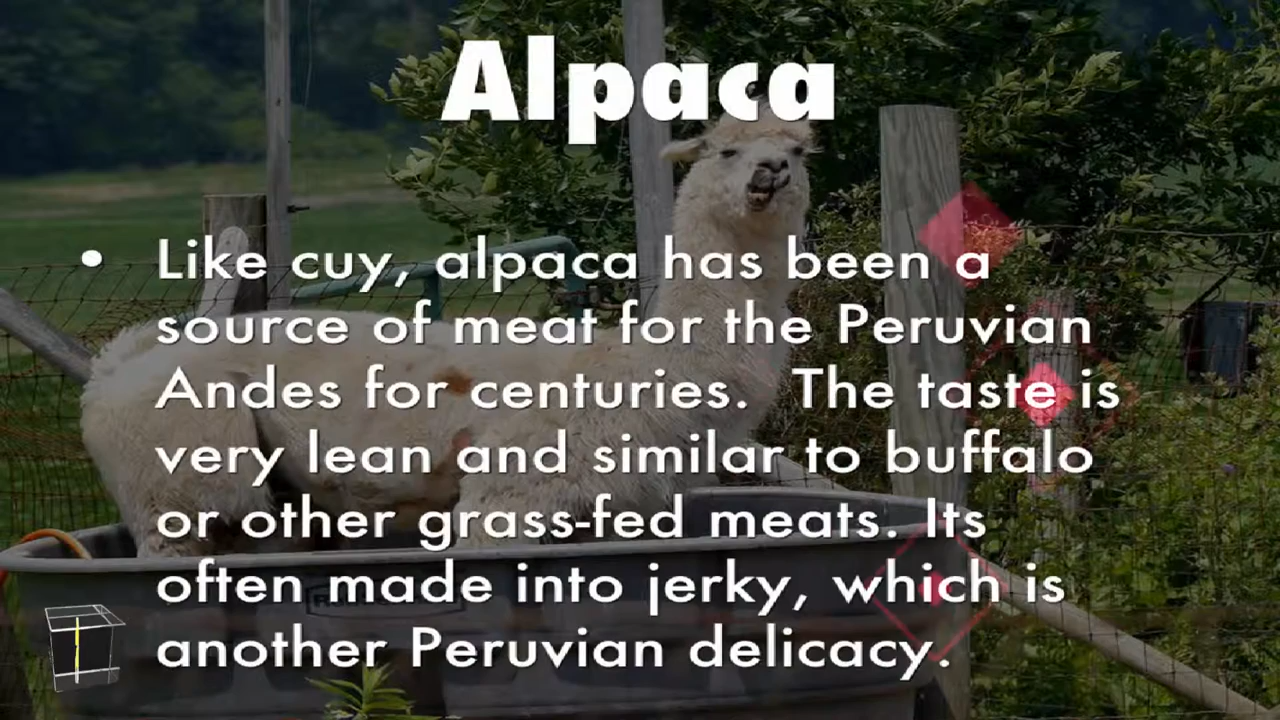 Alpaca
• Like cuy, alpaca has been a
source of meat for the Peruvian
Andes for centuries. The taste is
very lean and similar to buffalo
or other grass-fed meats. Its
often made into jerky, which is
another Peruvian delicacy.